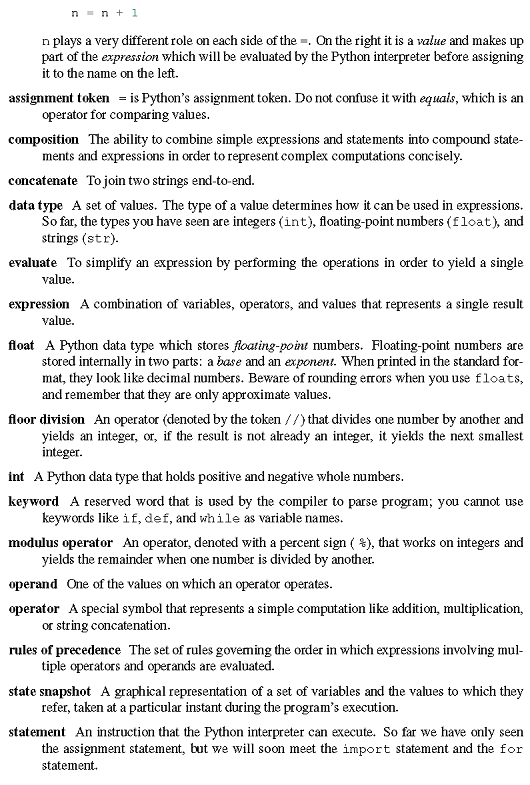 n = n + 1
n plays a very different role on each side of the =. On the right it is a value and makes up
part of the expression which will be evaluated by the Python interpreter before assigning
it to the name on the left.
assignment token = is Python's assignment token. Do not confuse it with equals, which is an
operator for comparing values.
composition The ability to combine simple expressions and statements into compound state-
ments and expressions in order to represent complex computations concisely.
concatenate To join two strings end-to-end.
data type A set of values. The type of a value determines how it can be used in expressions.
So far, the types you have seen are integers (int), floating-point numbers (float), and
strings (str).
evaluate To simplify an expression by performing the operations in order to yield a single
value.
expression A combination of variables, operators, and values that represents a single result
value.
float A Python data type which stores floating-point numbers. Floating-point numbers are
stored internally in two parts: a base and an exponent. When printed in the standard for-
mat, they look like decimal numbers. Beware of rounding errors when you use floats,
and remember that they are only approximate values.
floor division An operator (denoted by the token //) that divides one number by another and
yields an integer, or, if the result is not already an integer, it yields the next smallest
integer.
int A Python data type that holds positive and negative whole numbers.
keyword A reserved word that is used by the compiler to parse program; you cannot use
keywords like if, def, and while as variable names.
modulus operator An operator, denoted with a percent sign ( %), that works on integers and
yields the remainder when one number is divided by another.
operand One of the values on which an operator operates.
operator A special symbol that represents a simple computation like addition, multiplication,
or string concatenation.
rules of precedence The set of rules governing the order in which expressions involving mul-
tiple operators and operands are evaluated.
state snapshot A graphical representation of a set of variables and the values to which they
refer, taken at a particular instant during the program's execution.
statement An instruction that the Python interpreter can execute. So far we have only seen
the assignment statement, but we will soon meet the import statement and the for
statement.